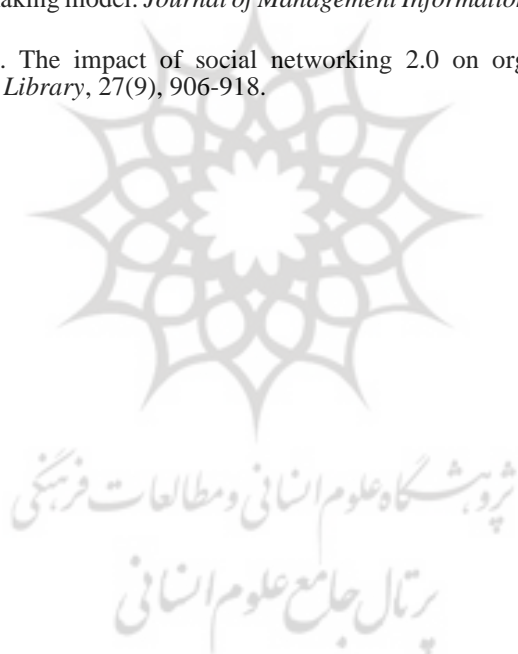 aking model. Journal of Management Information
. The impact of social networking 2.0 on org
Library, 27(9), 906-918.
پژوهشگاه علوم انسانی و مطالعات فرهنگی
پرتال جامع علوم انسانی